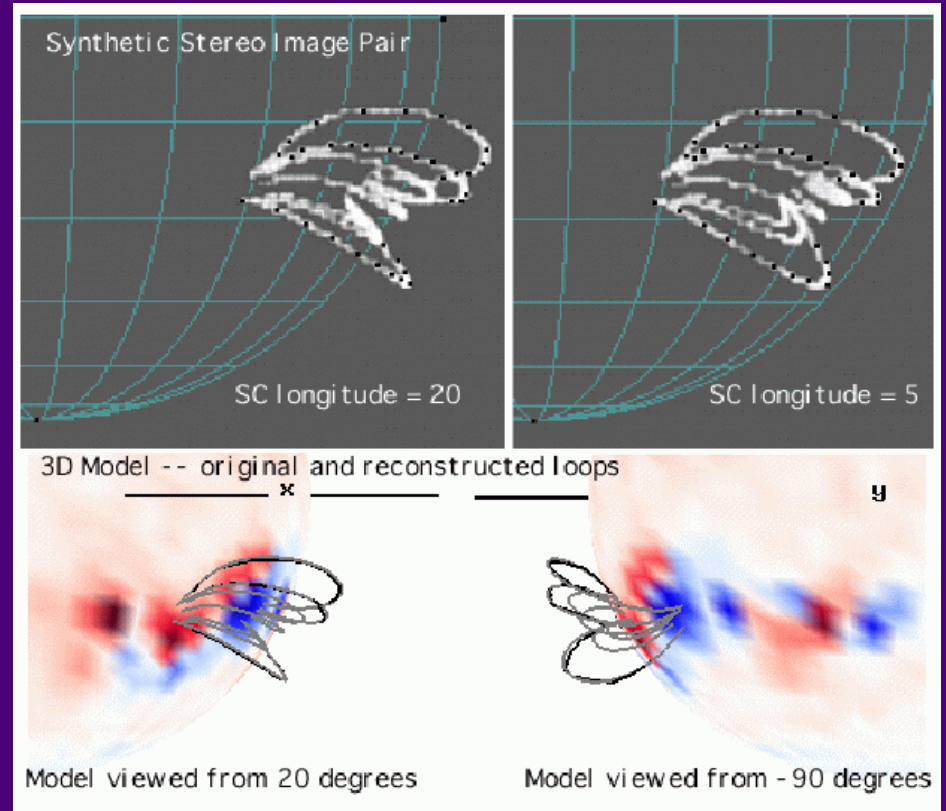 Synthetic Stereo Image Pair
SC longitude = 20
SC longitude = 5
3D Model -- original and reconstructed loops
x
y
Model viewed from 20 degrees
Model viewed from -90 degrees